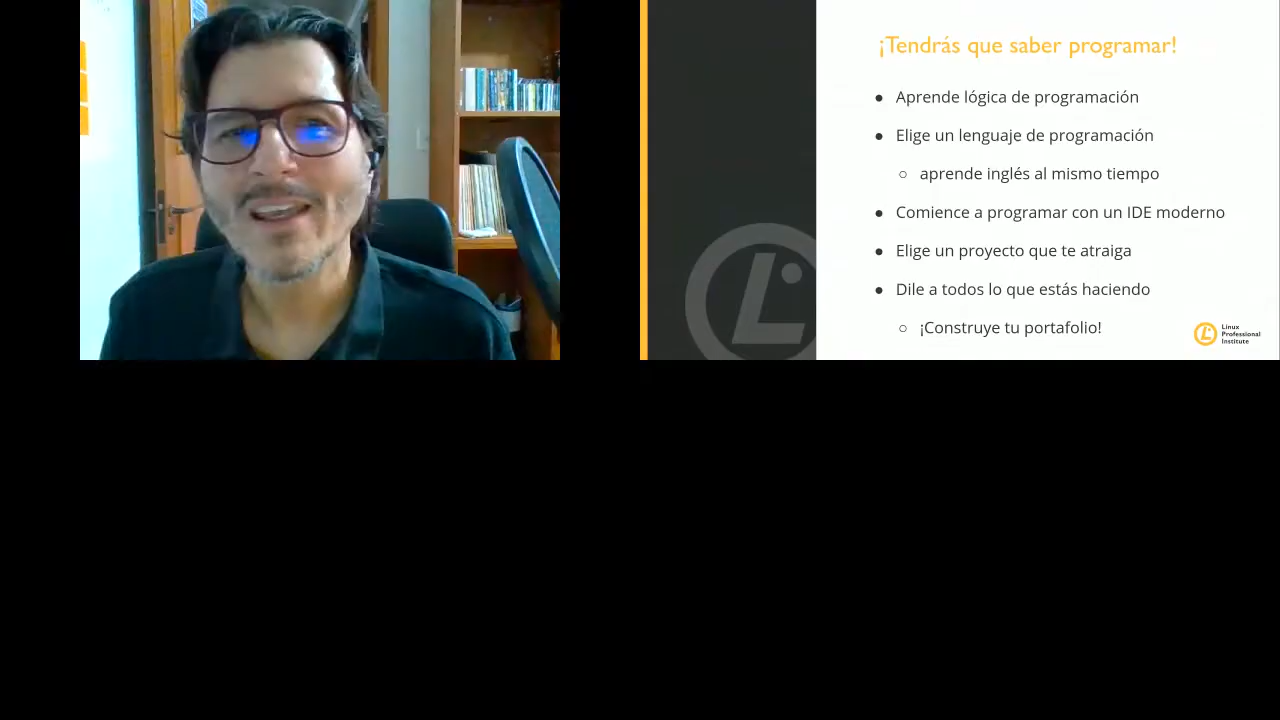 ¡Tendrás que saber programar!
● Aprende lógica de programación
● Elige un lenguaje de programación
○ aprende inglés al mismo tiempo
● Comience a programar con un IDE moderno
● Elige un proyecto que te atraiga
● Dile a todos lo que estás haciendo
○ ¡Construye tu portafolio!
Linux
Professional
Institute